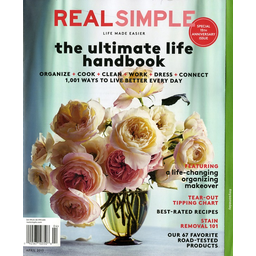 REAL SIMPLE
LIFE MADE EASIER
SPECIAL
15TH
ANNIVERSARY
ISSUE
the ultimate life
handbook
ORGANIZE + COOK + CLEAN + WORK + DRESS + CONNECT
1,001 WAYS TO LIVE BETTER EVERY DAY
FEATURING
a life-changing
organizing
makeover
TEAR-OUT
TIPPING CHART
BEST-RATED RECIPES
STAIN
REMOVAL 101
OUR 67 FAVORITE
ROAD-TESTED
PRODUCTS